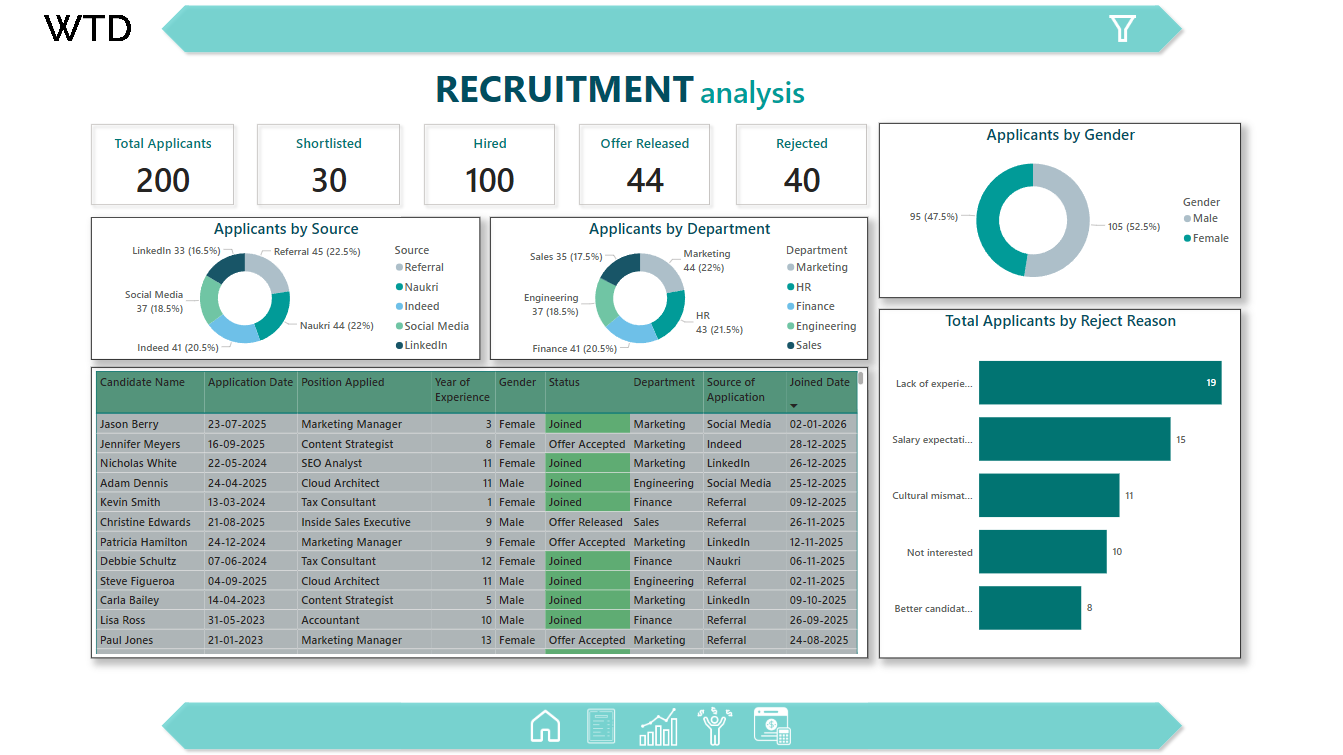 WTD
RECRUITMENT analysis
Total Applicants
200
Shortlisted
30
Hired
100
Offer Released
44
Rejected
40
Applicants by Gender
95 (47.5%)
105 (52.5%)
Gender
Male
Female
Applicants by Source
LinkedIn 33 (16.5%)
Referral 45 (22.5%)
Social Media
37 (18.5%)
Naukri 44 (22%)
Indeed 41 (20.5%)
Source
Referral
Naukri
Indeed
Social Media
LinkedIn
Applicants by Department
Sales 35 (17.5%)
Marketing
44 (22%)
Engineering
37 (18.5%)
HR
43 (21.5%)
Finance 41 (20.5%)
Department
Marketing
HR
Finance
Engineering
Sales
Total Applicants by Reject Reason
Lack of experie... 19
Salary expectati... 15
Cultural mismat... 11
Not interested 10
Better candidat... 8
Candidate Name Application Date Position Applied Year of Experience Gender Status Department Source of Application Joined Date
Jason Berry 23-07-2025 Marketing Manager 3 Female Joined Marketing Social Media 02-01-2026
Jennifer Meyers 16-09-2025 Content Strategist 8 Female Offer Accepted Marketing Indeed 28-12-2025
Nicholas White 22-05-2024 SEO Analyst 11 Female Joined Marketing LinkedIn 26-12-2025
Adam Dennis 24-04-2025 Cloud Architect 11 Male Joined Engineering Social Media 25-12-2025
Kevin Smith 13-03-2024 Tax Consultant 1 Female Joined Finance Referral 09-12-2025
Christine Edwards 21-08-2025 Inside Sales Executive 9 Male Offer Released Sales Referral 26-11-2025
Patricia Hamilton 24-12-2024 Marketing Manager 9 Female Offer Accepted Marketing LinkedIn 12-11-2025
Debbie Schultz 07-06-2024 Tax Consultant 12 Female Joined Finance Naukri 06-11-2025
Steve Figueroa 04-09-2025 Cloud Architect 11 Male Joined Engineering Referral 02-11-2025
Carla Bailey 14-04-2023 Content Strategist 5 Male Joined Marketing LinkedIn 09-10-2025
Lisa Ross 31-05-2023 Accountant 10 Male Joined Finance Referral 26-09-2025
Paul Jones 21-01-2023 Marketing Manager 13 Female Offer Accepted Marketing Referral 24-08-2025